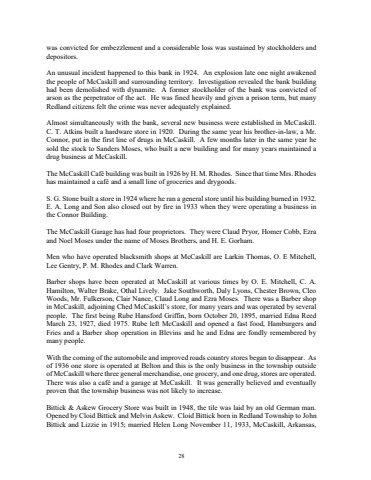 was convicted for embezzlement and a considerable loss was sustained by stockholders and
depositors.
An unusual incident happened to this bank in 1924. An explosion late one night awakened
the people of McCaskill and surrounding territory. Investigation revealed the bank building
had been demolished with dynamite. A former stockholder of the bank was convicted of
arson as the perpetrator of the act. He was fined heavily and given a prison term, but many
Redland citizens felt the crime was never adequately explained.
Almost simultaneously with the bank, several new business were established in McCaskill.
C. T. Atkins built a hardware store in 1920. During the same year his brother-in-law, a Mr.
Connor, put in the first line of drugs in McCaskill. A few months later in the same year he
sold the stock to Sanders Moses, who built a new building and for many years maintained a
drug business at McCaskill.
The McCaskill Café building was built in 1926 by H. M. Rhodes. Since that time Mrs. Rhodes
has maintained a café and a small line of groceries and drygoods.
S. G. Stone built a store in 1924 where he ran a general store until his building burned in 1932.
E. A. Long and Son also closed out by fire in 1933 when they were operating a business in
the Connor Building.
The McCaskill Garage has had four proprietors. They were Claud Pryor, Homer Cobb, Ezra
and Noel Moses under the name of Moses Brothers, and H. E. Gorham.
Men who have operated blacksmith shops at McCaskill are Larkin Thomas, O. E Mitchell,
Lee Gentry, P. M. Rhodes and Clark Warren.
Barber shops have been operated at McCaskill at various times by O. E. Mitchell, C. A.
Hamilton, Walter Brake, Othal Lively. Jake Southworth, Daly Lyons, Chester Brown, Cleo
Woods, Mr. Fulkerson, Clair Nance, Claud Long and Ezra Moses. There was a Barber shop
in McCaskill, adjoining Ched McCaskill's store, for many years and was operated by several
people. The first being Rube Hansford Griffin, born October 20, 1895, married Edna Reed
March 23, 1927, died 1975. Rube left McCaskill and opened a fast food, Hamburgers and
Fries and a Barber shop operation in Blevins and he and Edna are fondly remembered by
many people.
With the coming of the automobile and improved roads country stores began to disappear. As
of 1936 one store is operated at Belton and this is the only business in the township outside
of McCaskill where three general merchandise, one grocery, and one drug, stores are operated.
There was also a café and a garage at McCaskill. It was generally believed and eventually
proven that the township business was not likely to increase.
Bittick & Askew Grocery Store was built in 1948, the tile was laid by an old German man.
Opened by Cloid Bittick and Melvin Askew. Cloid Bittick born in Redland Township to John
Bittick and Lizzie in 1915; married Helen Long November 11, 1933, McCaskill, Arkansas,
28